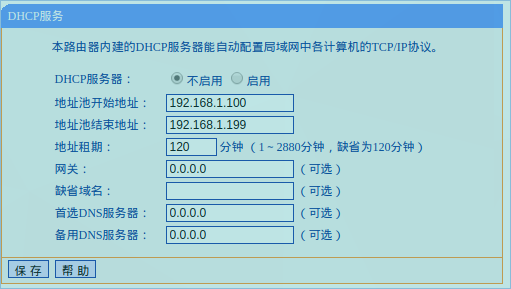 DHCP服务
本路由器内建的DHCP服务器能自动配置局域网中各计算机的TCP/IP协议。
DHCP服务器： 不启用 启用
地址池开始地址： 192.168.1.100
地址池结束地址： 192.168.1.199
地址租期： 120 分钟（1～2880分钟，缺省为120分钟）
网关： 0.0.0.0 （可选）
缺省域名： （可选）
首选DNS服务器： 0.0.0.0 （可选）
备用DNS服务器： 0.0.0.0 （可选）
保 存 帮 助